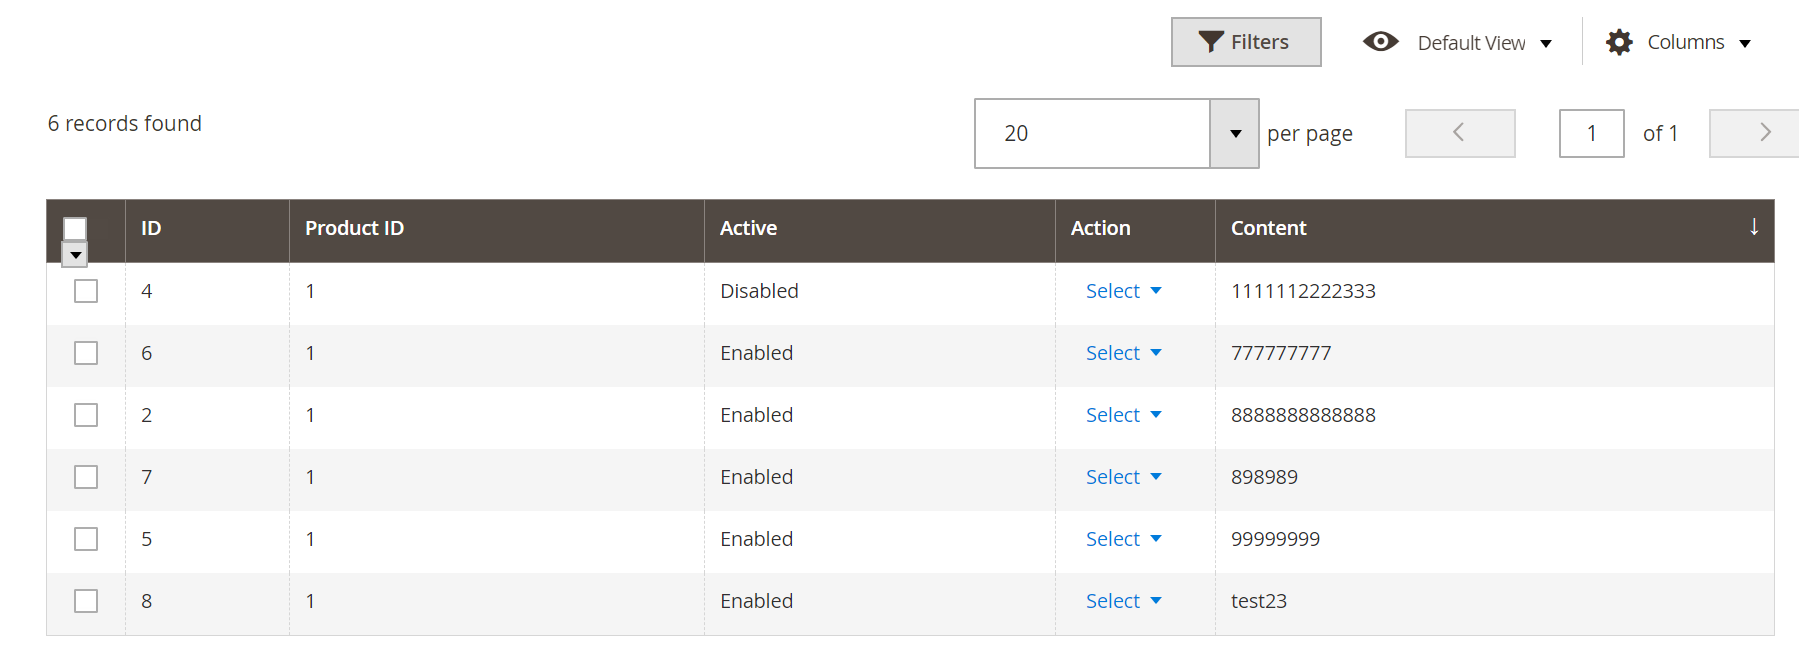 Filters Default View Columns
6 records found 20 per page 1 of 1
ID Product ID Active Action Content
4 1 Disabled Select 1111112222333
6 1 Enabled Select 777777777
2 1 Enabled Select 8888888888888
7 1 Enabled Select 898989
5 1 Enabled Select 99999999
8 1 Enabled Select test23